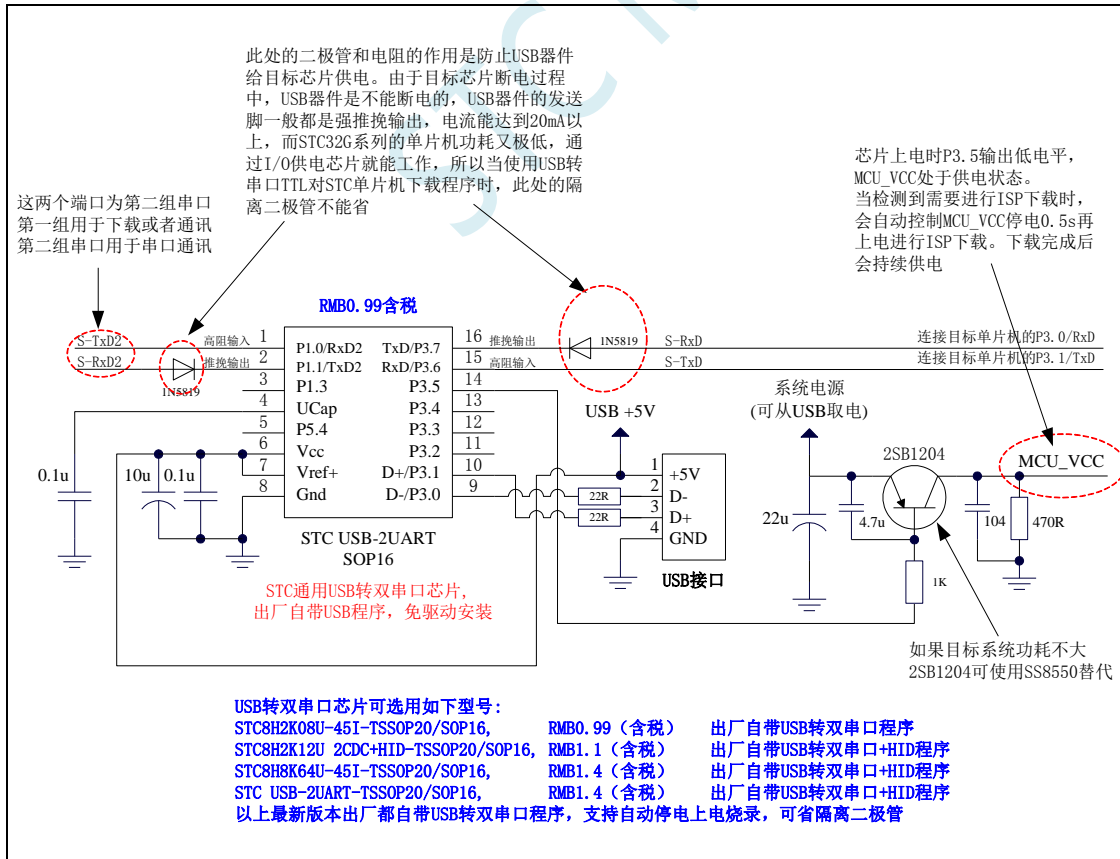 STC M
此处的二极管和电阻的作用是防止USB器件
给目标芯片供电。由于目标芯片断电过程
中，USB器件是不能断电的，USB器件的发送
脚一般都是强推挽输出，电流能达到20mA以
上，而STC32G系列的单片机功耗又极低，通
过I/O供电芯片就能工作，所以当使用USB转
串口TTL对STC单片机下载程序时，此处的隔
离二极管不能省
芯片上电时P3.5输出低电平，
MCU_VCC处于供电状态。
当检测到需要进行ISP下载时，
会自动控制MCU_VCC停电0.5s再
上电进行ISP下载。下载完成后
会持续供电
这两个端口为第二组串口
第一组用于下载或者通讯
第二组串口用于串口通讯
RMB0.99含税
S-TxD2 高阻输入 1 P1.0/RxD2 TxD/P3.7 16 推挽输出 1N5819 S-RxD 连接目标单片机的P3.0/RxD
S-RxD2 1N5819 推挽输出 2 P1.1/TxD2 RxD/P3.6 15 高阻输入 S-TxD 连接目标单片机的P3.1/TxD
3 P1.3 P3.5 14
4 UCap P3.4 13
5 P5.4 P3.3 12
6 Vcc P3.2 11
7 Vref+ D+/P3.1 10
8 Gnd D-/P3.0 9
0.1u
10u
0.1u
STC USB-2UART
SOP16
STC通用USB转双串口芯片，
出厂自带USB程序，免驱动安装
USB +5V
22R
22R
1 +5V
2 D-
3 D+
4 GND
USB接口
系统电源
(可从USB取电)
22u
4.7u
2SB1204
MCU_VCC
104
470R
1K
如果目标系统功耗不大
2SB1204可使用SS8550替代
USB转双串口芯片可选用如下型号：
STC8H2K08U-45I-TSSOP20/SOP16, RMB0.99（含税） 出厂自带USB转双串口程序
STC8H2K12U 2CDC+HID-TSSOP20/SOP16, RMB1.1（含税） 出厂自带USB转双串口+HID程序
STC8H8K64U-45I-TSSOP20/SOP16, RMB1.4（含税） 出厂自带USB转双串口+HID程序
STC USB-2UART-TSSOP20/SOP16, RMB1.4（含税） 出厂自带USB转双串口+HID程序
以上最新版本出厂都自带USB转双串口程序，支持自动停电上电烧录，可省隔离二极管